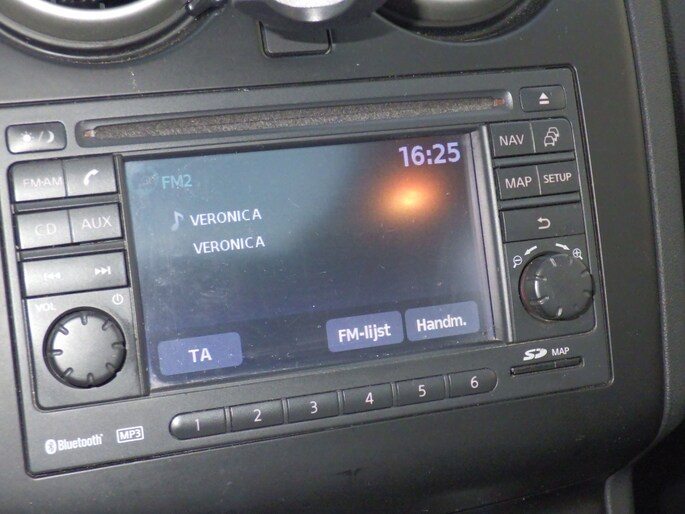 NAV
16:25
FM2
FM·AM
MAP
SETUP
VERONICA
CD
AUX
VERONICA
VOL
FM-lijst
Handm.
TA
SD MAP
1 2 3 4 5 6
Bluetooth
MP3